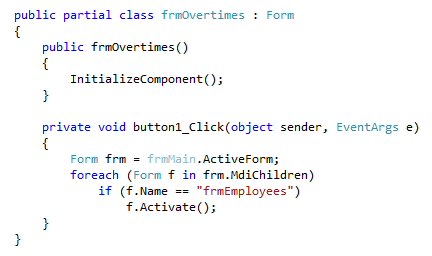 public partial class frmOvertimes : Form
{
    public frmOvertimes()
    {
        InitializeComponent();
    }

    private void button1_Click(object sender, EventArgs e)
    {
        Form frm = frmMain.ActiveForm;
        foreach (Form f in frm.MdiChildren)
            if (f.Name == "frmEmployees")
                f.Activate();
    }
}